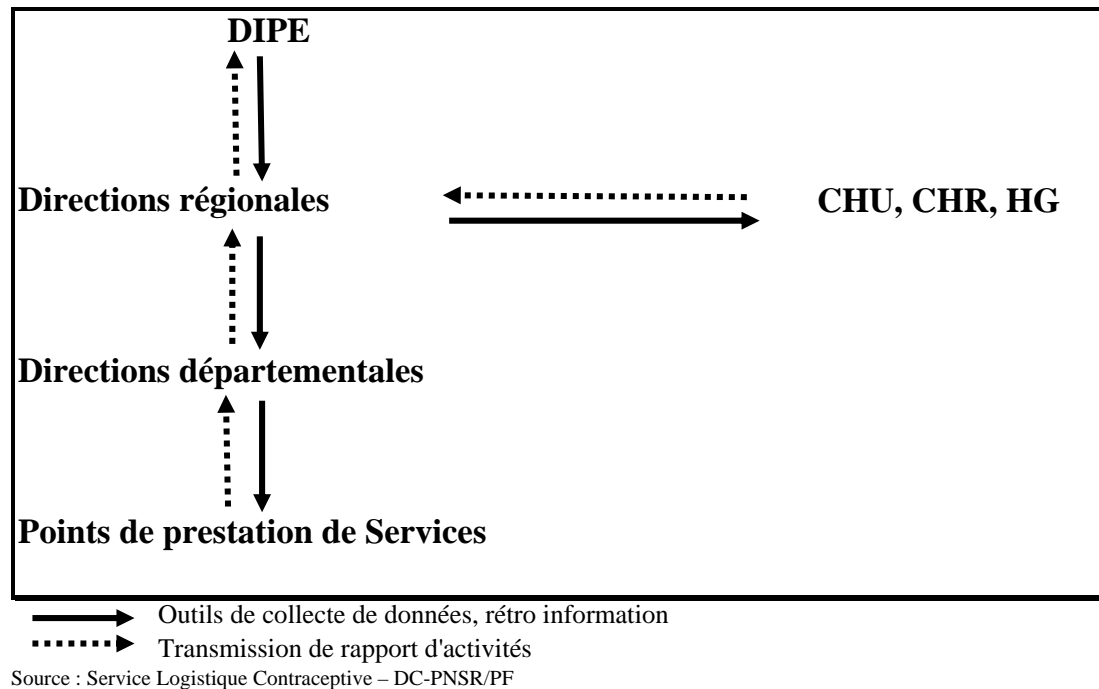 DIPE
Directions régionales
CHU, CHR, HG
Directions départementales
Points de prestation de Services
Outils de collecte de données, rétro information
Transmission de rapport d'activités
Source : Service Logistique Contraceptive – DC-PNSR/PF